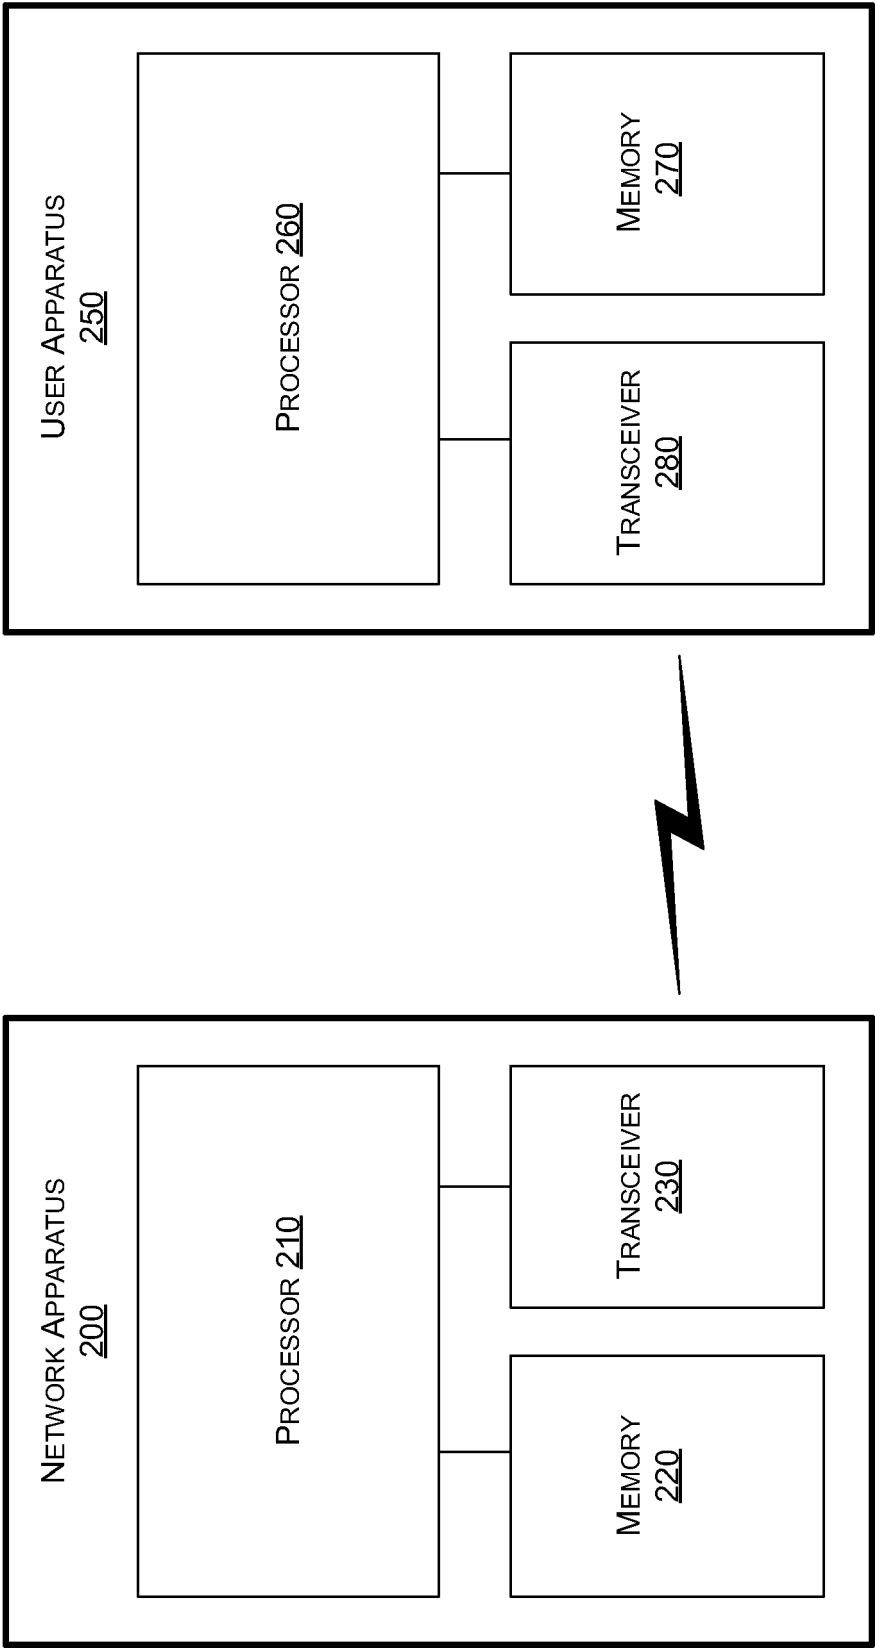 NETWORK APPARATUS
200
PROCESSOR 210
MEMORY
220
TRANSCEIVER
230
USER APPARATUS
250
PROCESSOR 260
TRANSCEIVER
280
MEMORY
270